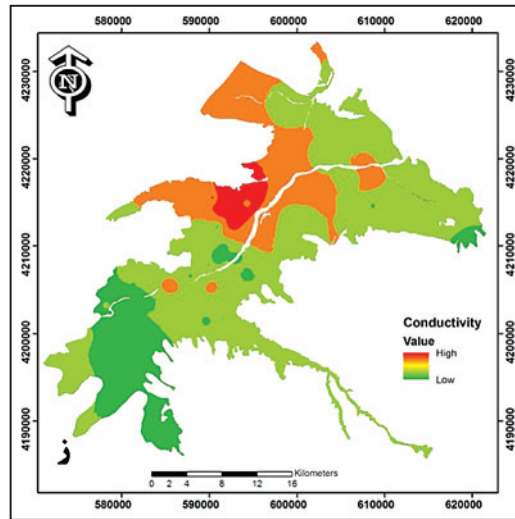 580000 590000 600000 610000 620000
4230000 4230000
N
4220000 4220000
4210000 4210000
Conductivity
Value
High
Low
4200000 4200000
4190000 4190000
ز
Kilometers
0 2 4 8 12 16
580000 590000 600000 610000 620000